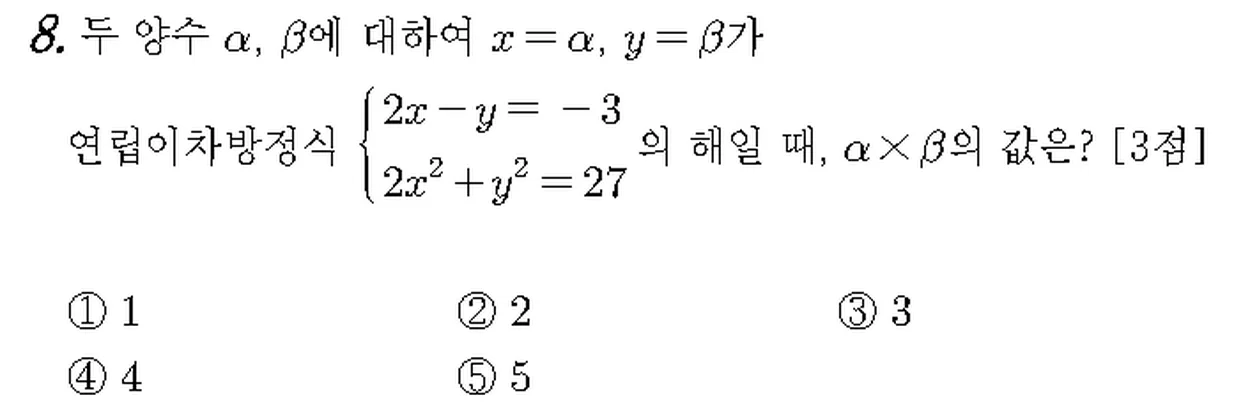 8. 두 양수 α, β에 대하여 x=α, y=β가
연립이차방정식 { 2x-y= -3
2x²+y²=27 의 해일 때, α×β의 값은? [3점]
① 1 ② 2 ③ 3
④ 4 ⑤ 5